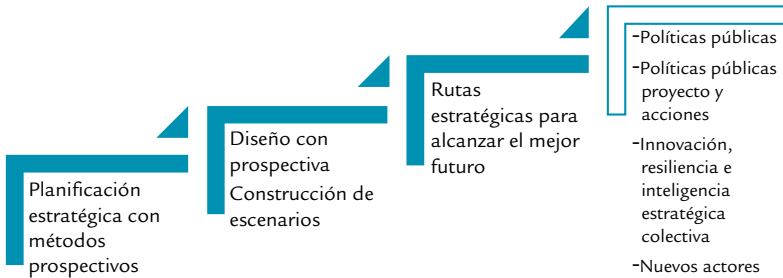 Planificación
estratégica con
métodos
prospectivos
Diseño con
prospectiva
Construcción de
escenarios
Rutas
estratégicas para
alcanzar el mejor
futuro
-Políticas públicas
-Políticas públicas
proyecto y
acciones
-Innovación,
resiliencia e
inteligencia
estratégica
colectiva
-Nuevos actores